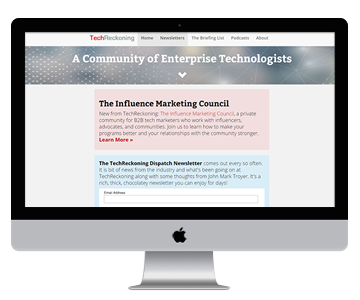 TechReckoning Home Newsletters The Briefing List Podcasts About
A Community of Enterprise Technologists
The Influence Marketing Council
New from TechReckoning: The Influence Marketing Council, a private
community for B2B tech marketers who work with influencers,
advocates, and communities. Join us to learn how to make your
programs better and your relationships with the community stronger.
Learn More »
The TechReckoning Dispatch Newsletter comes out every so often.
It is bit of news from the industry and what's been going on at
TechReckoning along with some thoughts from John Mark Troyer. It's a
rich, thick, chocolatey newsletter you can enjoy for days!
Email Address